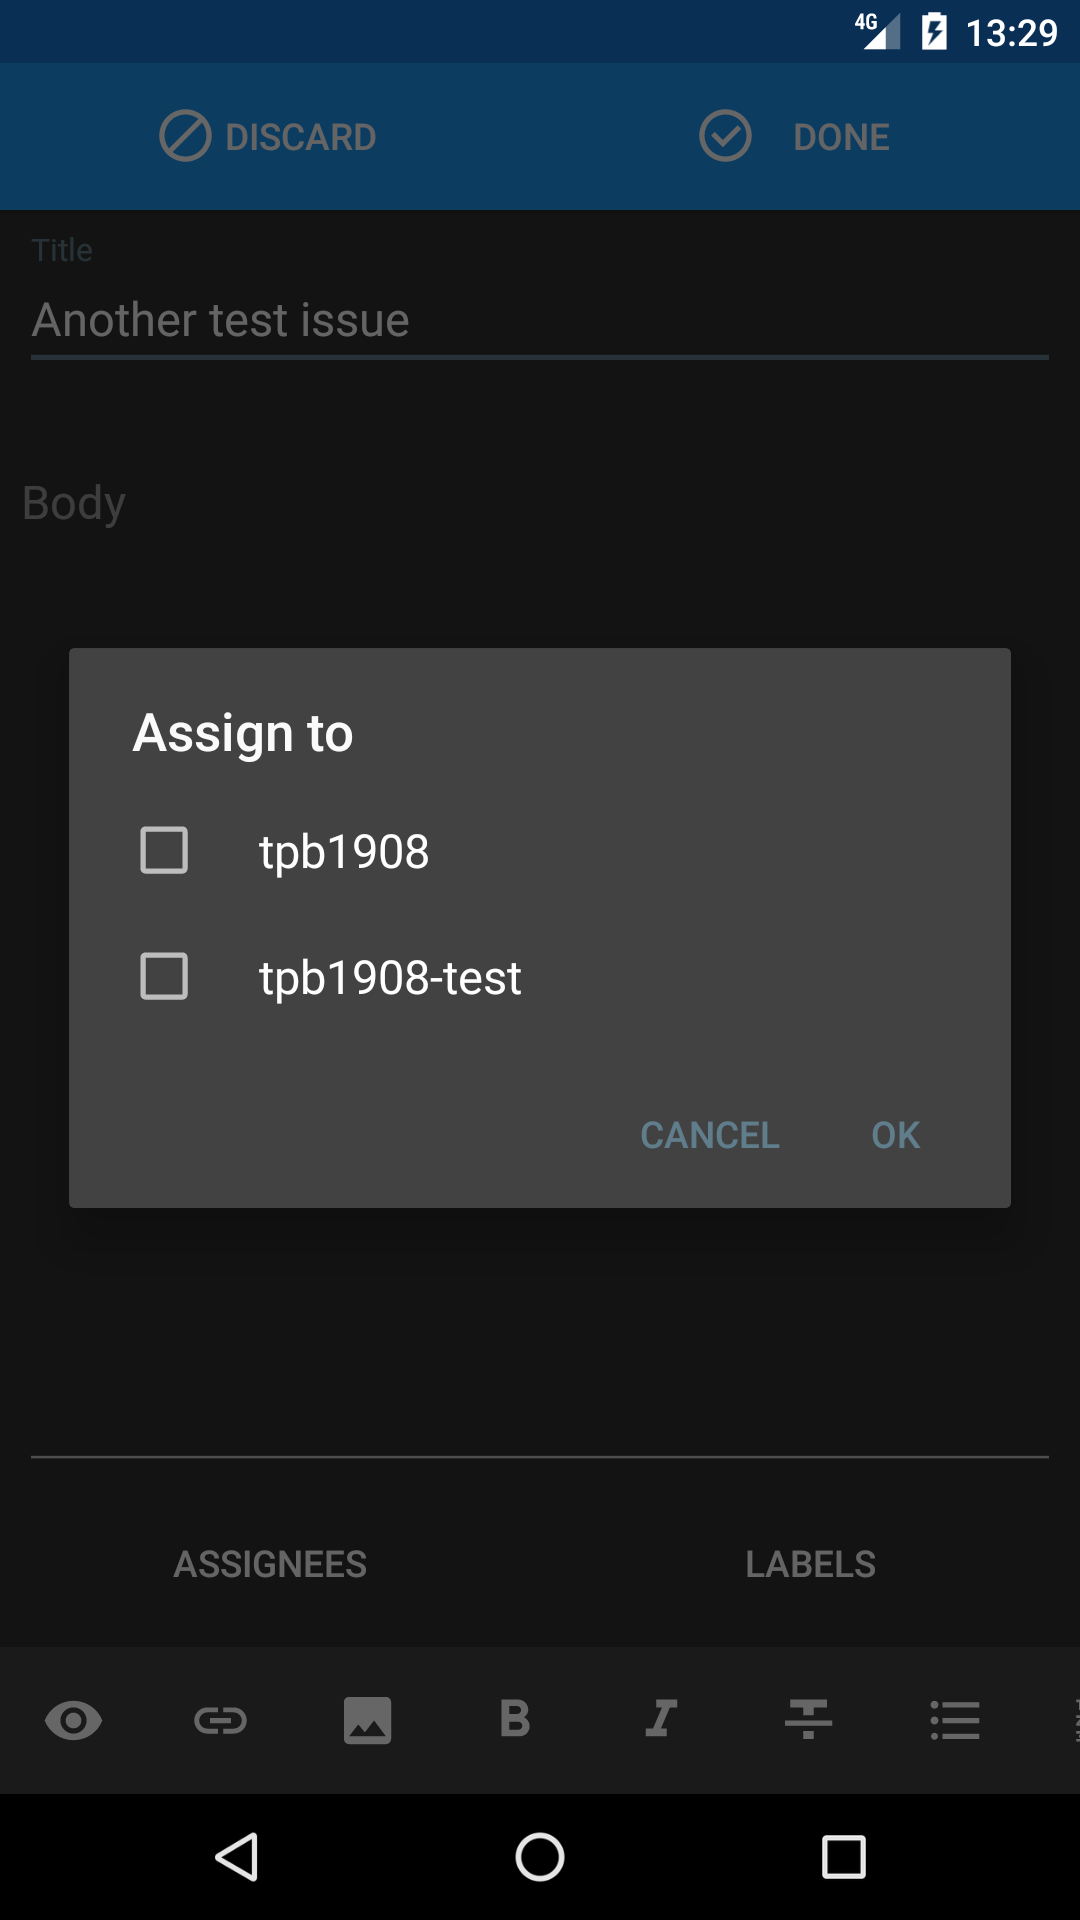 4G 13:29
DISCARD DONE
Title
Another test issue
Body
Assign to
tpb1908
tpb1908-test
CANCEL OK
ASSIGNEES LABELS
B I